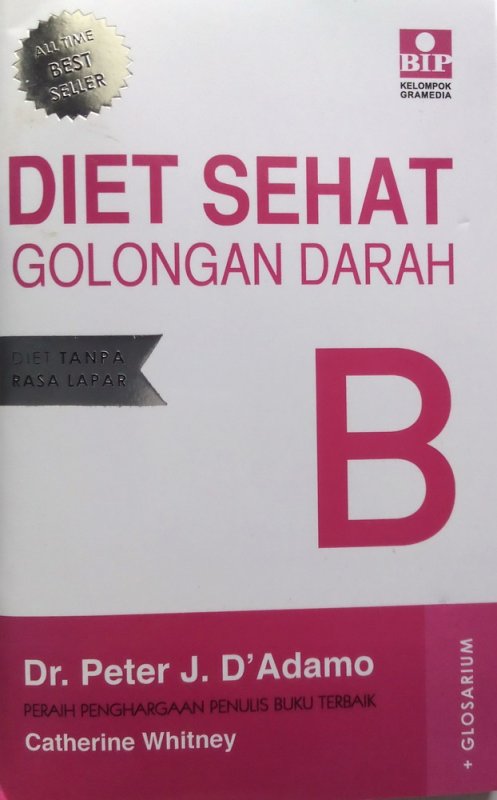 ALL TIME
BEST
SELLER
BIP
KELOMPOK
GRAMEDIA
DIET SEHAT
GOLONGAN DARAH
DIET TANPA
RASA LAPAR
B
Dr. Peter J. D'Adamo
PERAIH PENGHARGAAN PENULIS BUKU TERBAIK
Catherine Whitney
+ GLOSARIUM